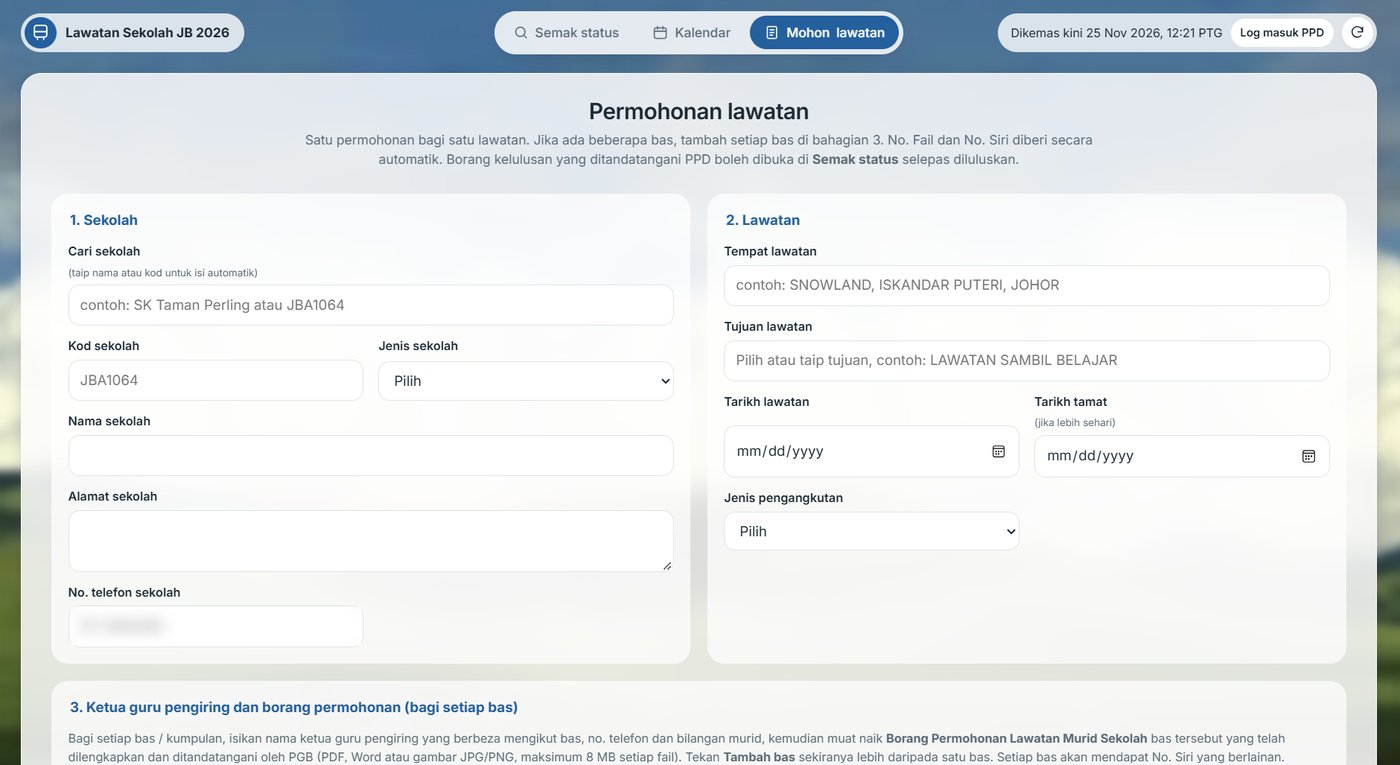 Lawatan Sekolah JB 2026
Semak status
Kalendar
Mohon lawatan
Dikemas kini 25 Nov 2026, 12:21 PTG
Log masuk PPD
Permohonan lawatan
Satu permohonan bagi satu lawatan. Jika ada beberapa bas, tambah setiap bas di bahagian 3. No. Fail dan No. Siri diberi secara
automatik. Borang kelulusan yang ditandatangani PPD boleh dibuka di Semak status selepas diluluskan.
1. Sekolah
Cari sekolah
(taip nama atau kod untuk isi automatik)
contoh: SK Taman Perling atau JBA1064
Kod sekolah
Jenis sekolah
JBA1064
Pilih
Nama sekolah
Alamat sekolah
No. telefon sekolah
2. Lawatan
Tempat lawatan
contoh: SNOWLAND, ISKANDAR PUTERI, JOHOR
Tujuan lawatan
Pilih atau taip tujuan, contoh: LAWATAN SAMBIL BELAJAR
Tarikh lawatan
Tarikh tamat
(jika lebih sehari)
mm/dd/yyyy
mm/dd/yyyy
Jenis pengangkutan
Pilih
3. Ketua guru pengiring dan borang permohonan (bagi setiap bas)
Bagi setiap bas / kumpulan, isikan nama ketua guru pengiring yang berbeza mengikut bas, no. telefon dan bilangan murid, kemudian muat naik Borang Permohonan Lawatan Murid Sekolah bas tersebut yang telah
dilengkapkan dan ditandatangani oleh PGB (PDF, Word atau gambar JPG/PNG, maksimum 8 MB setiap fail). Tekan Tambah bas sekiranya lebih daripada satu bas. Setiap bas akan mendapat No. Siri yang berlainan.